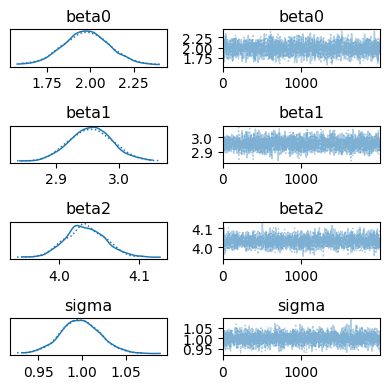 beta0 beta0
2.25
2.00
1.75
1.75 2.00 2.25 0 1000
beta1 beta1
3.0
2.9
2.9 3.0 0 1000
beta2 beta2
4.1
4.0
4.0 4.1 0 1000
sigma sigma
1.05
1.00
0.95
0.95 1.00 1.05 0 1000